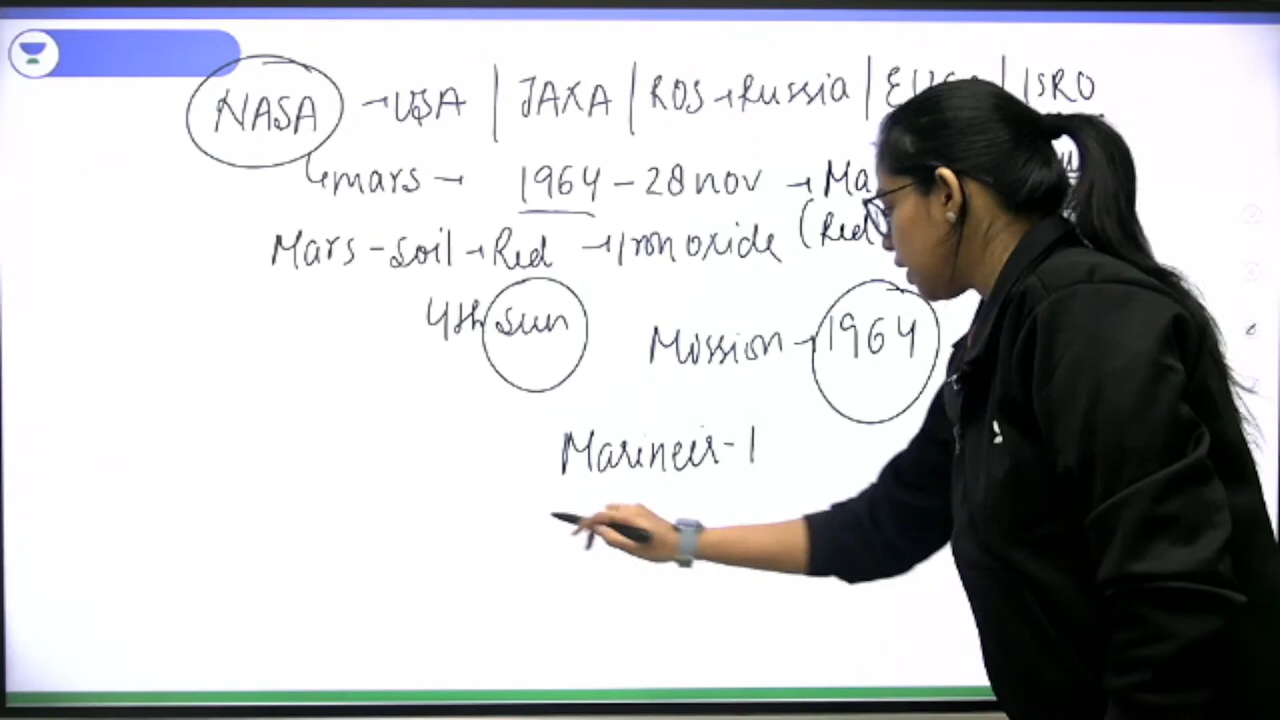 NASA → USA | JAXA | ROS → Russia | | ISRO
↳ mars → 1964 - 28 nov → Ma
Mars - soil → Red → Iron oxide (Red
4th sun
Mission → 1964
Marineir - 1